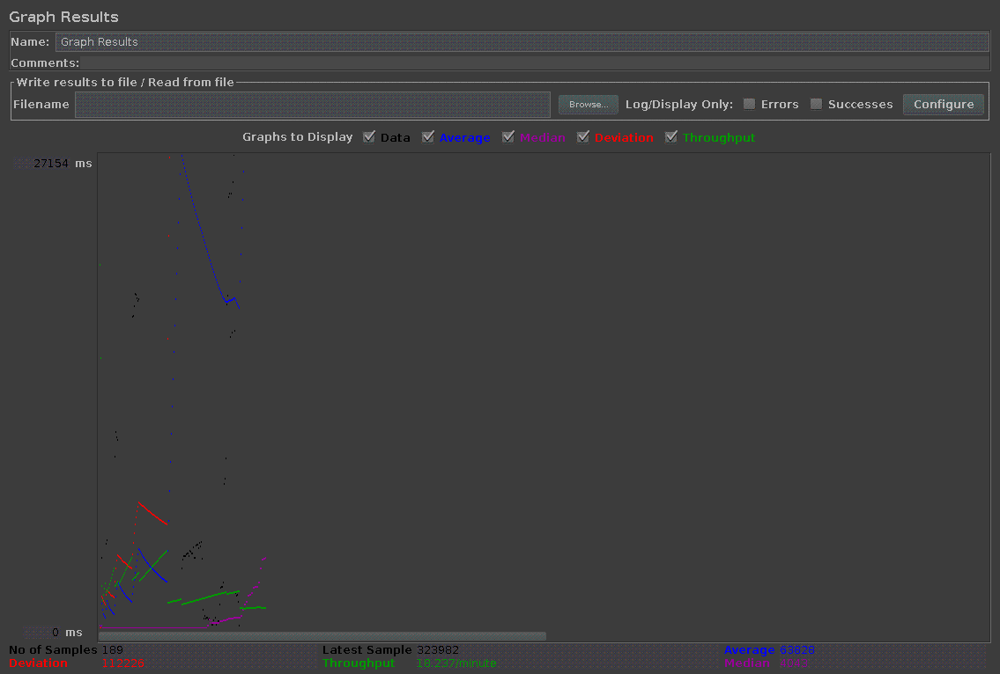 Graph Results
Name: Graph Results
Comments:
Write results to file / Read from file
Filename Browse... Log/Display Only: Errors Successes Configure
Graphs to Display Data Average Median Deviation Throughput
27154 ms
0 ms
No of Samples 189 Latest Sample 323982 Average 63828
Deviation 112228 Throughput 18.237/minute Median